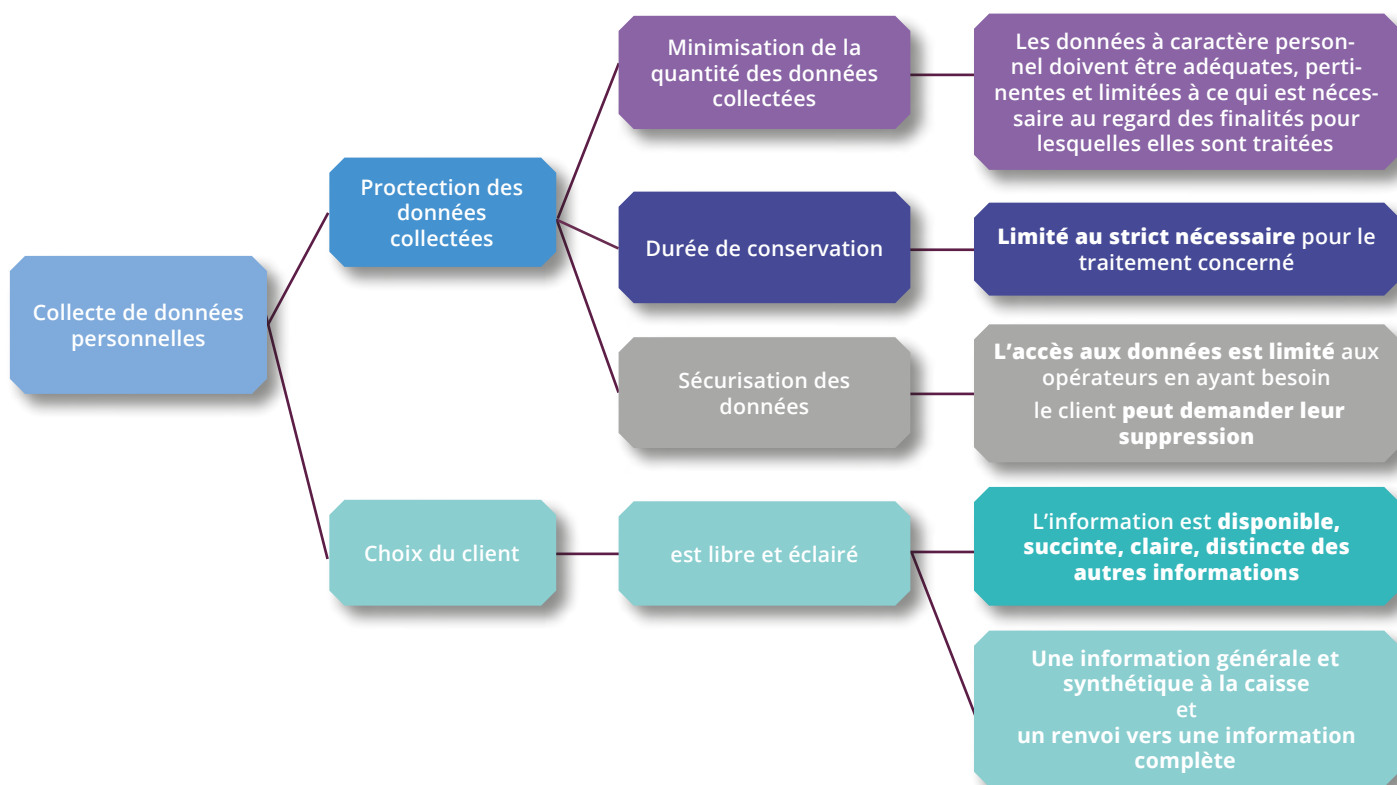 Collecte de données
personnelles
Proctection des
données
collectées
Minimisation de la
quantité des données
collectées
Les données à caractère person-
nel doivent être adéquates, perti-
nentes et limitées à ce qui est néces-
saire au regard des finalités pour
lesquelles elles sont traitées
Durée de conservation
Limité au strict nécessaire pour le
traitement concerné
Sécurisation des
données
L'accès aux données est limité aux
opérateurs en ayant besoin
le client peut demander leur
suppression
Choix du client
est libre et éclairé
L'information est disponible,
succinte, claire, distincte des
autres informations
Une information générale et
synthétique à la caisse
et
un renvoi vers une information
complète